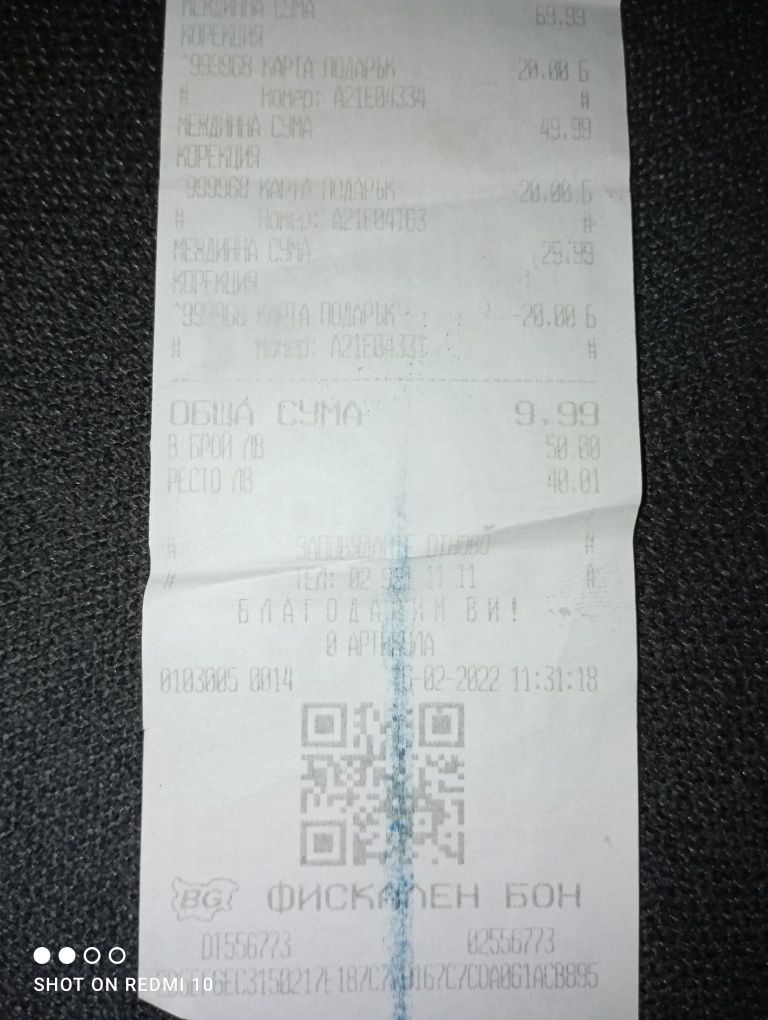 МЕЖДИННА СУМА 69.99
КОРЕКЦИЯ
^999968 КАРТА ПОДАРЪК -20.00 Б
# Номер: A21E04334 #
МЕЖДИННА СУМА 49.99
КОРЕКЦИЯ
^999968 КАРТА ПОДАРЪК -20.00 Б
# Номер: #
МЕЖДИННА СУМА 29.99
КОРЕКЦИЯ
^999968 КАРТА ПОДАРЪК -20.00 Б
# Номер: #
ОБЩА СУМА 9.99
В БРОЙ ЛВ 50.00
РЕСТО ЛВ 40.01
# ЗАПОВЯДАЙТЕ ОТНОВО #
# ТЕЛ: 02 11 11 #
БЛАГОДАРИМ ВИ!
0 АРТИКУЛА
0103005 0014 -02-2022 11:31:18
BG ФИСКАЛЕН БОН
DT556773 02556773
SHOT ON REDMI 10